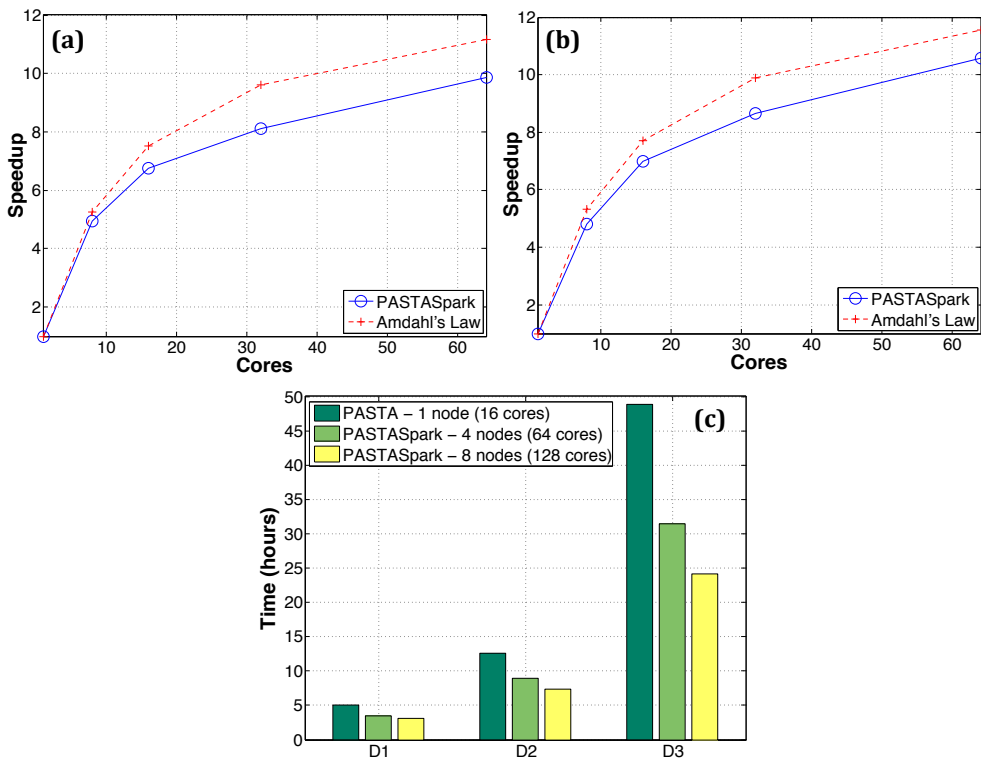 (a)
12
10
8
6
4
2
Speedup
PASTASpark
Amdahl's Law
10 20 30 40 50 60
Cores
(b)
12
10
8
6
4
2
Speedup
PASTASpark
Amdahl's Law
10 20 30 40 50 60
Cores
(c)
50
45
40
35
30
25
20
15
10
5
0
Time (hours)
PASTA – 1 node (16 cores)
PASTASpark – 4 nodes (64 cores)
PASTASpark – 8 nodes (128 cores)
D1 D2 D3